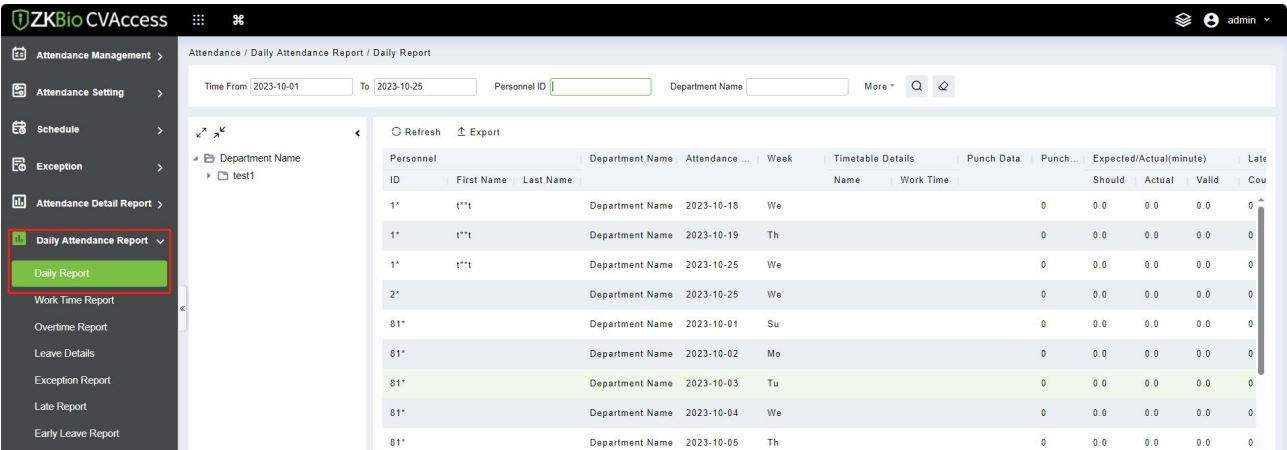 ZKBio CVAccess
admin
Attendance Management
Attendance Setting
Schedule
Exception
Attendance Detail Report
Daily Attendance Report
Daily Report
Work Time Report
Overtime Report
Leave Details
Exception Report
Late Report
Early Leave Report
Attendance / Daily Attendance Report / Daily Report
Time From 2023-10-01 To 2023-10-25 Personnel ID Department Name More
Department Name
test1
Refresh Export
Personnel Department Name Attendance ... Week Timetable Details Punch Data Punch... Expected/Actual(minute) Late
ID First Name Last Name Name Work Time Should Actual Valid Cou
1* t**t Department Name 2023-10-18 We 0 0.0 0.0 0.0 0
1* t**t Department Name 2023-10-19 Th 0 0.0 0.0 0.0 0
1* t**t Department Name 2023-10-25 We 0 0.0 0.0 0.0 0
2* Department Name 2023-10-25 We 0 0.0 0.0 0.0 0
81* Department Name 2023-10-01 Su 0 0.0 0.0 0.0 0
81* Department Name 2023-10-02 Mo 0 0.0 0.0 0.0 0
81* Department Name 2023-10-03 Tu 0 0.0 0.0 0.0 0
81* Department Name 2023-10-04 We 0 0.0 0.0 0.0 0
81* Department Name 2023-10-05 Th 0 0.0 0.0 0.0 0